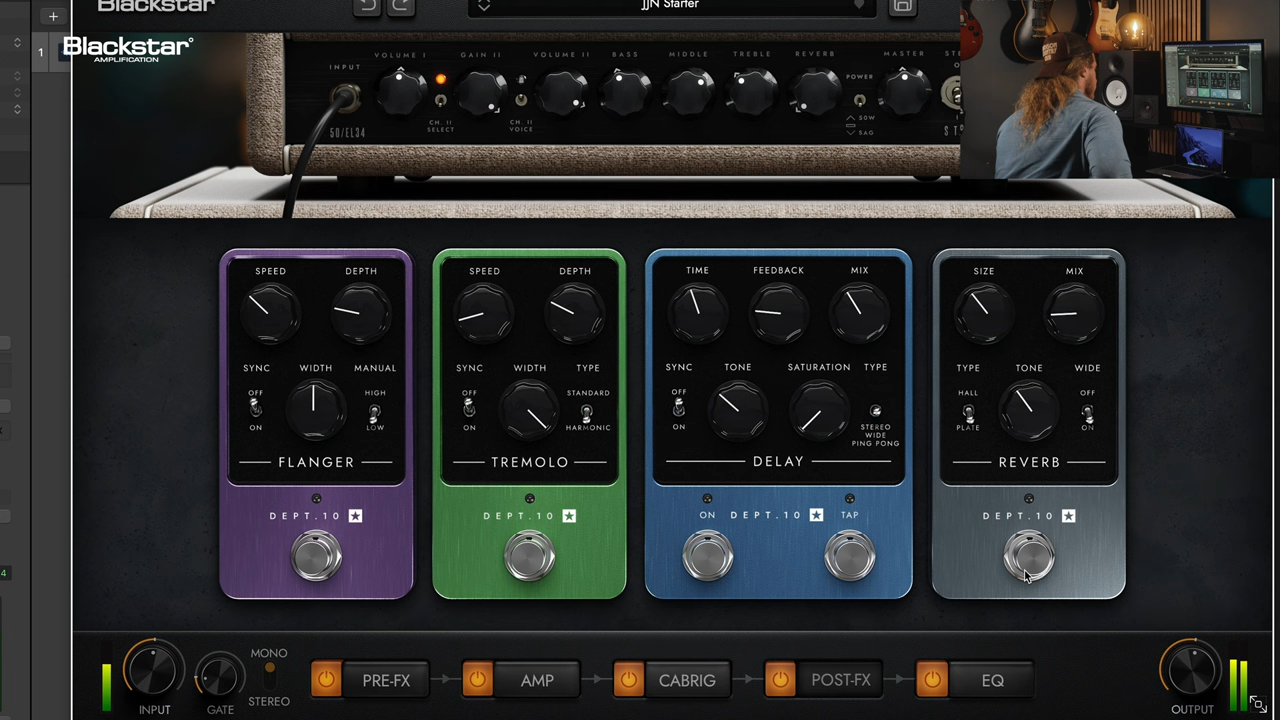 Blackstar
JJN Starter
1
Blackstar
AMPLIFICATION
VOLUME I
GAIN II
VOLUME II
BASS
MIDDLE
TREBLE
REVERB
MASTER
INPUT
POWER
CH. II
SELECT
CH. II
VOICE
50W
SAG
50/EL34
SPEED
DEPTH
SYNC
WIDTH
MANUAL
OFF
HIGH
ON
LOW
FLANGER
DEPT.10
SPEED
DEPTH
SYNC
WIDTH
TYPE
OFF
STANDARD
ON
HARMONIC
TREMOLO
DEPT.10
TIME
FEEDBACK
MIX
SYNC
TONE
SATURATION
TYPE
OFF
ON
STEREO
WIDE
PING PONG
DELAY
ON
DEPT.10
TAP
SIZE
MIX
TYPE
TONE
WIDE
HALL
OFF
PLATE
ON
REVERB
DEPT.10
4
INPUT
GATE
MONO
STEREO
PRE-FX
AMP
CABRIG
POST-FX
EQ
OUTPUT